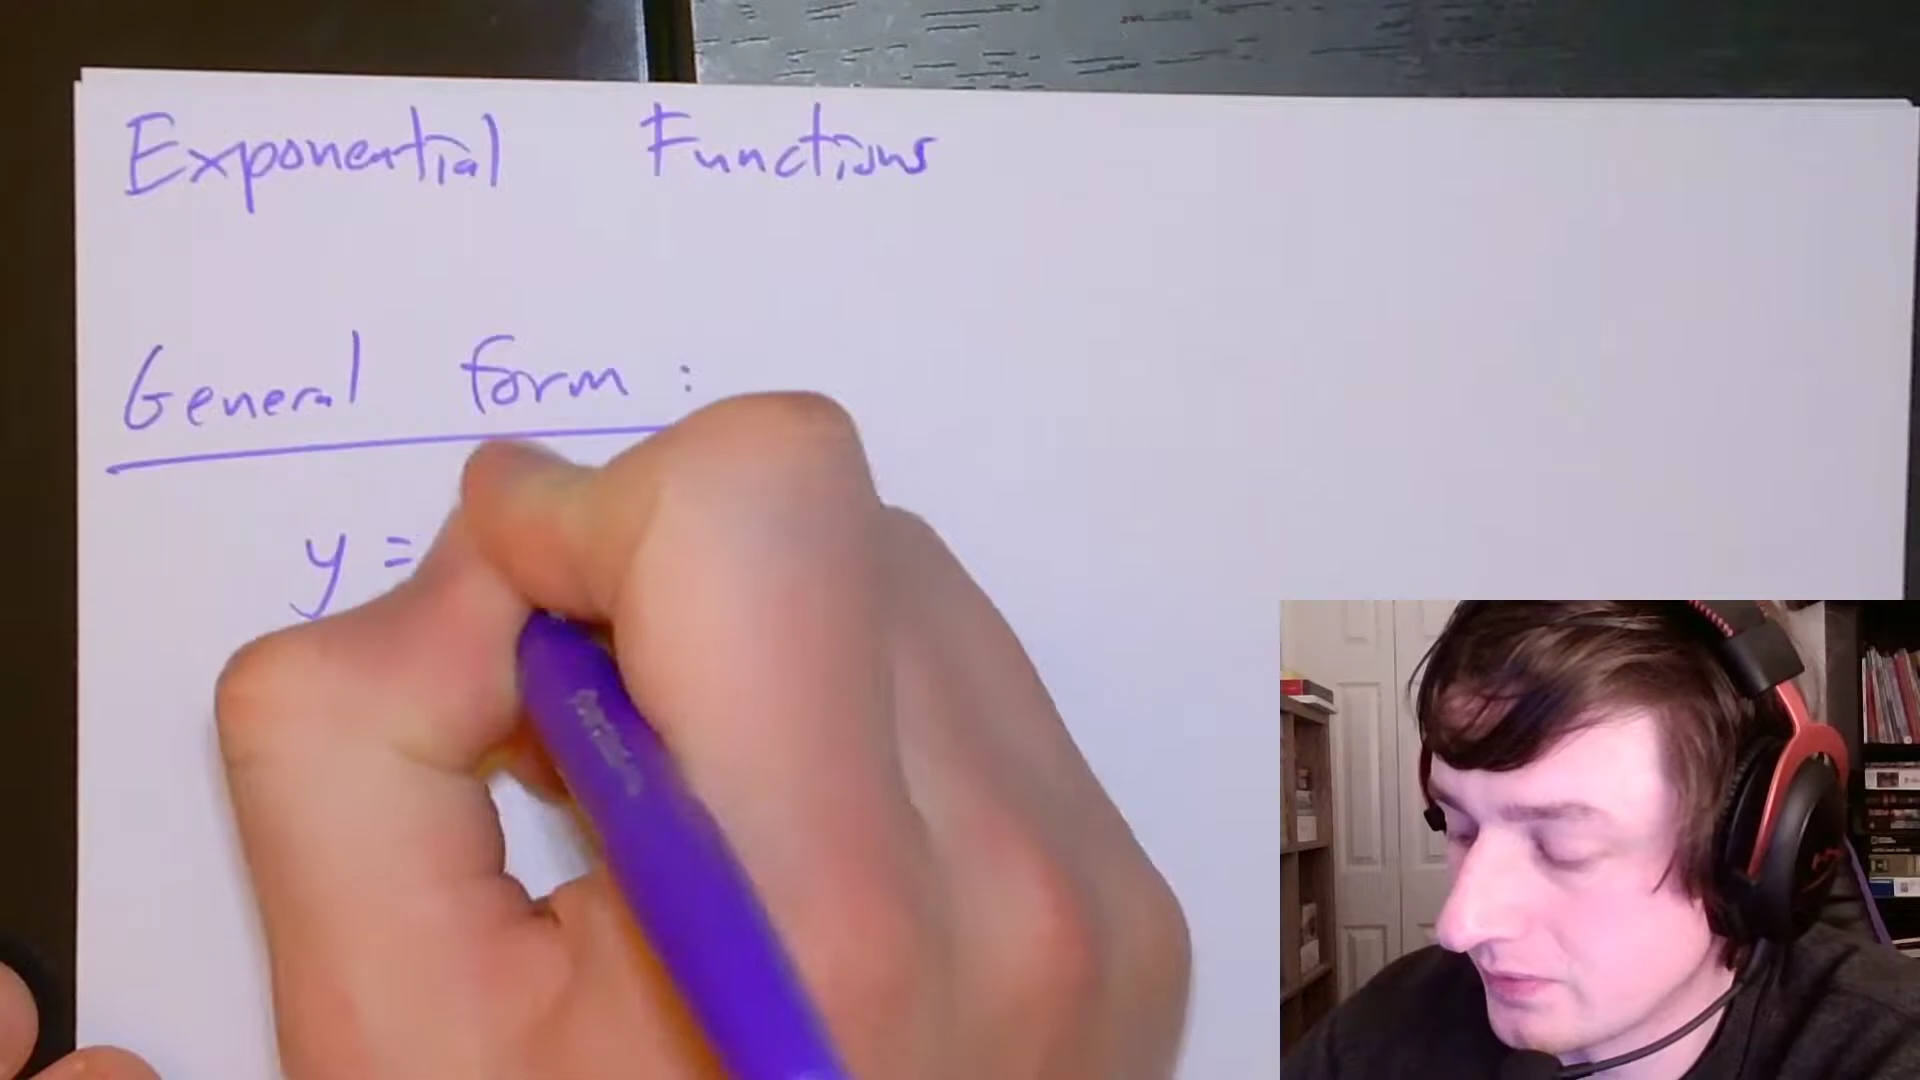 Exponential Functions
General form :
y =